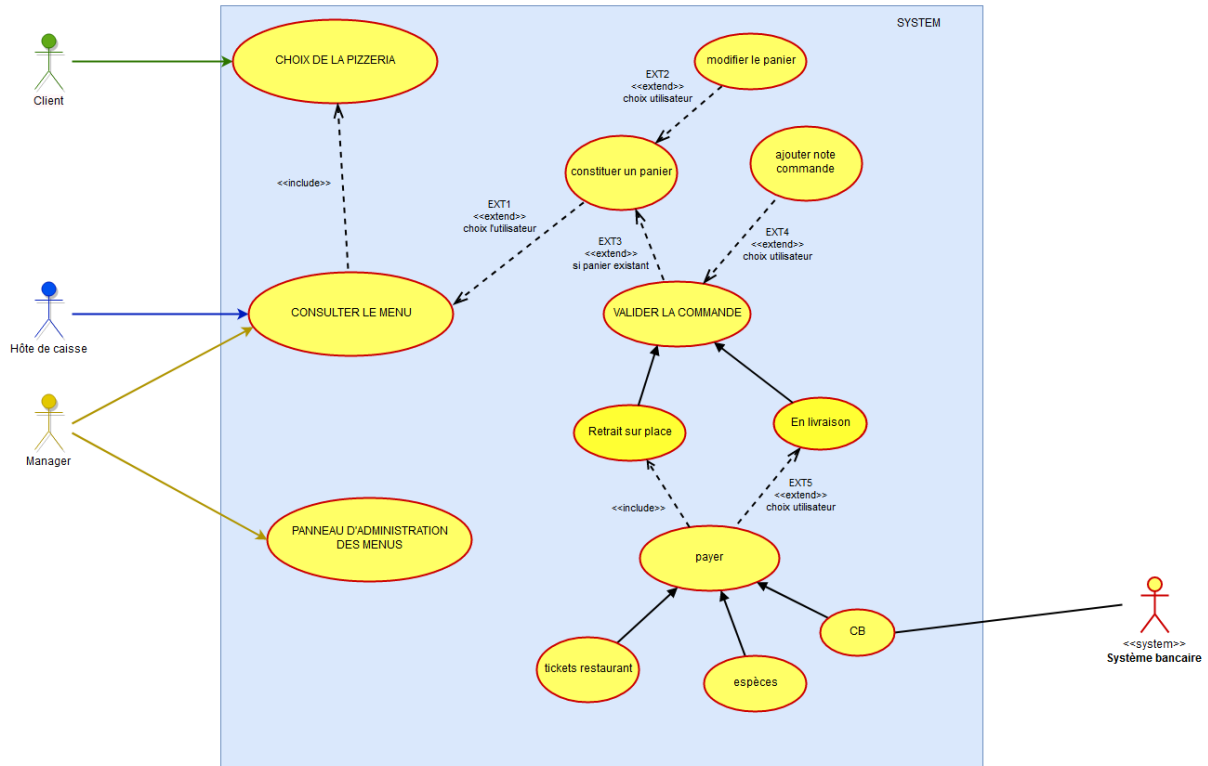 SYSTEM
Client
CHOIX DE LA PIZZERIA
modifier le panier
EXT2
<<extend>>
choix utilisateur
ajouter note
commande
constituer un panier
<<include>>
EXT1
<<extend>>
choix l'utilisateur
EXT3
<<extend>>
si panier existant
EXT4
<<extend>>
choix utilisateur
Hôte de caisse
CONSULTER LE MENU
VALIDER LA COMMANDE
Manager
Retrait sur place
En livraison
EXT5
<<extend>>
choix utilisateur
<<include>>
PANNEAU D'ADMINISTRATION
DES MENUS
payer
CB
tickets restaurant
espèces
<<system>>
Système bancaire